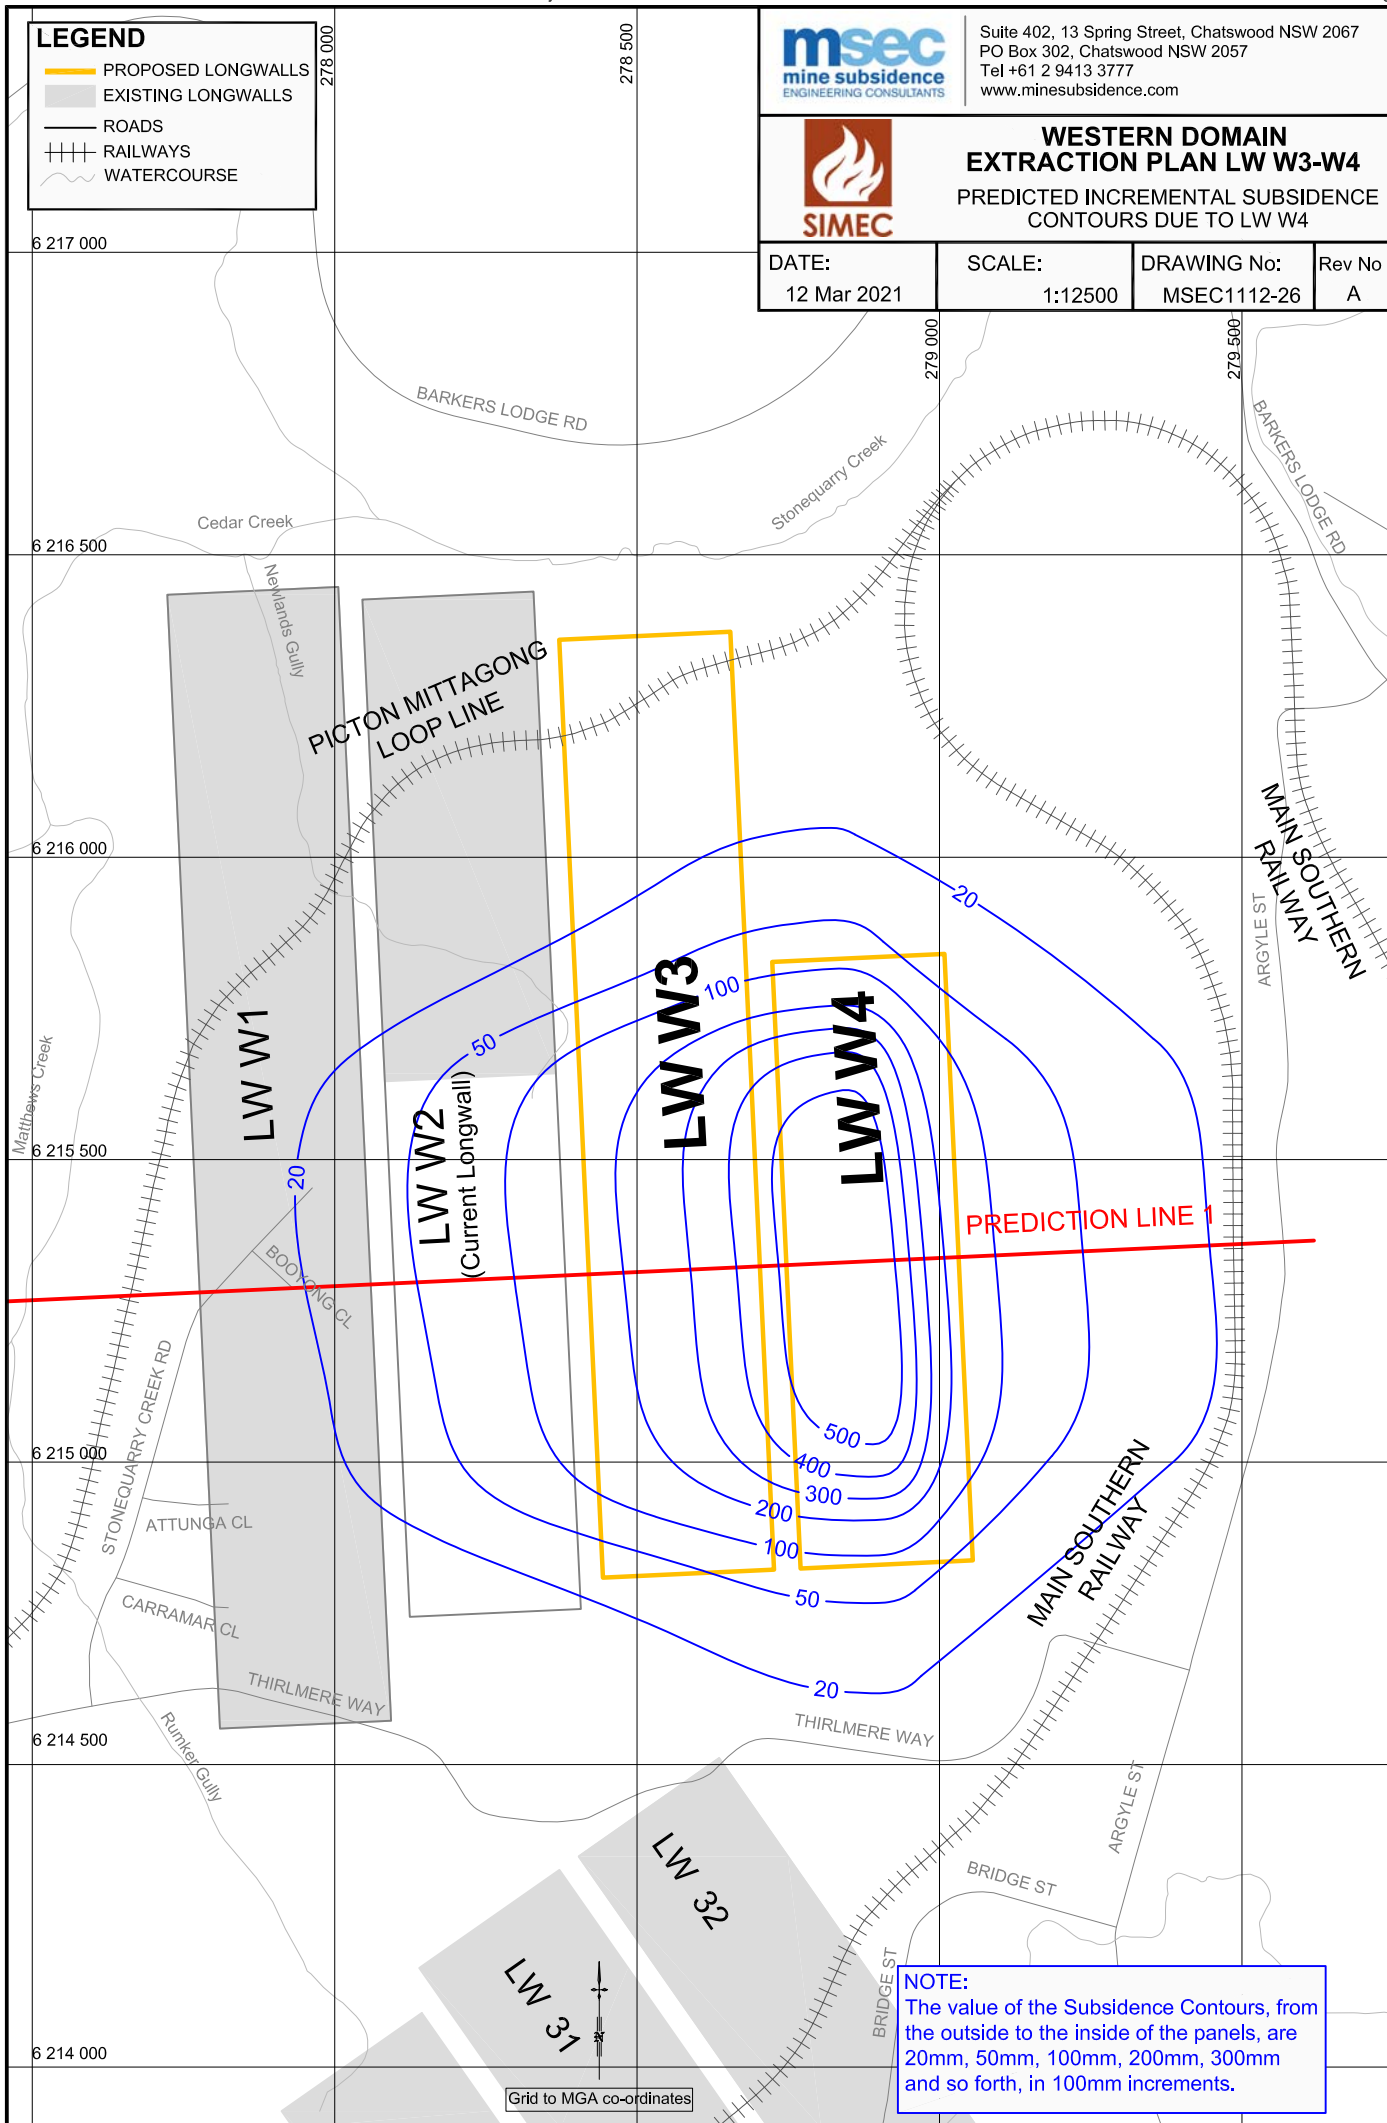 LEGEND
PROPOSED LONGWALLS
EXISTING LONGWALLS
ROADS
RAILWAYS
WATERCOURSE
278 000
278 500
msec
mine subsidence
ENGINEERING CONSULTANTS
Suite 402, 13 Spring Street, Chatswood NSW 2067
PO Box 302, Chatswood NSW 2057
Tel +61 2 9413 3777
www.minesubsidence.com
SIMEC
WESTERN DOMAIN
EXTRACTION PLAN LW W3-W4
PREDICTED INCREMENTAL SUBSIDENCE
CONTOURS DUE TO LW W4
DATE:
12 Mar 2021
SCALE:
1:12500
DRAWING No:
MSEC1112-26
Rev No
A
6 217 000
279 000
279 500
BARKERS LODGE RD
BARKERS LODGE RD
Stonequarry Creek
Cedar Creek
6 216 500
Newlands Gully
PICTON MITTAGONG
LOOP LINE
MAIN SOUTHERN
RAILWAY
6 216 000
20
ARGYLE ST
LW W3
100
LW W4
LW W1
50
Matthews Creek
LW W2
(Current Longwall)
6 215 500
20
PREDICTION LINE 1
BOOYONG CL
STONEQUARRY CREEK RD
500
6 215 000
400
300
200
100
50
20
MAIN SOUTHERN
RAILWAY
ATTUNGA CL
CARRAMAR CL
THIRLMERE WAY
THIRLMERE WAY
Rumker Gully
6 214 500
ARGYLE ST
LW 32
BRIDGE ST
LW 31
BRIDGE ST
N
6 214 000
Grid to MGA co-ordinates
NOTE:
The value of the Subsidence Contours, from
the outside to the inside of the panels, are
20mm, 50mm, 100mm, 200mm, 300mm
and so forth, in 100mm increments.